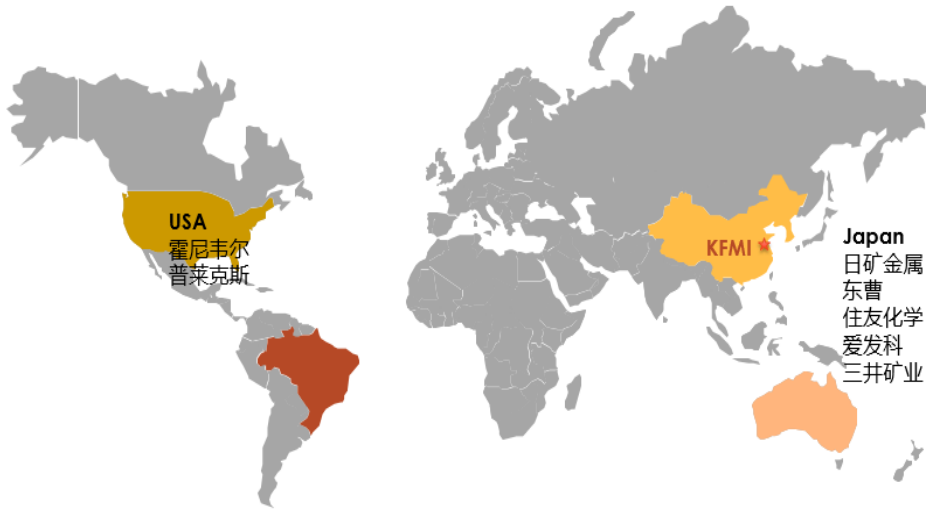 USA
霍尼韦尔
普莱克斯
KFMI
Japan
日矿金属
东曹
住友化学
爱发科
三井矿业